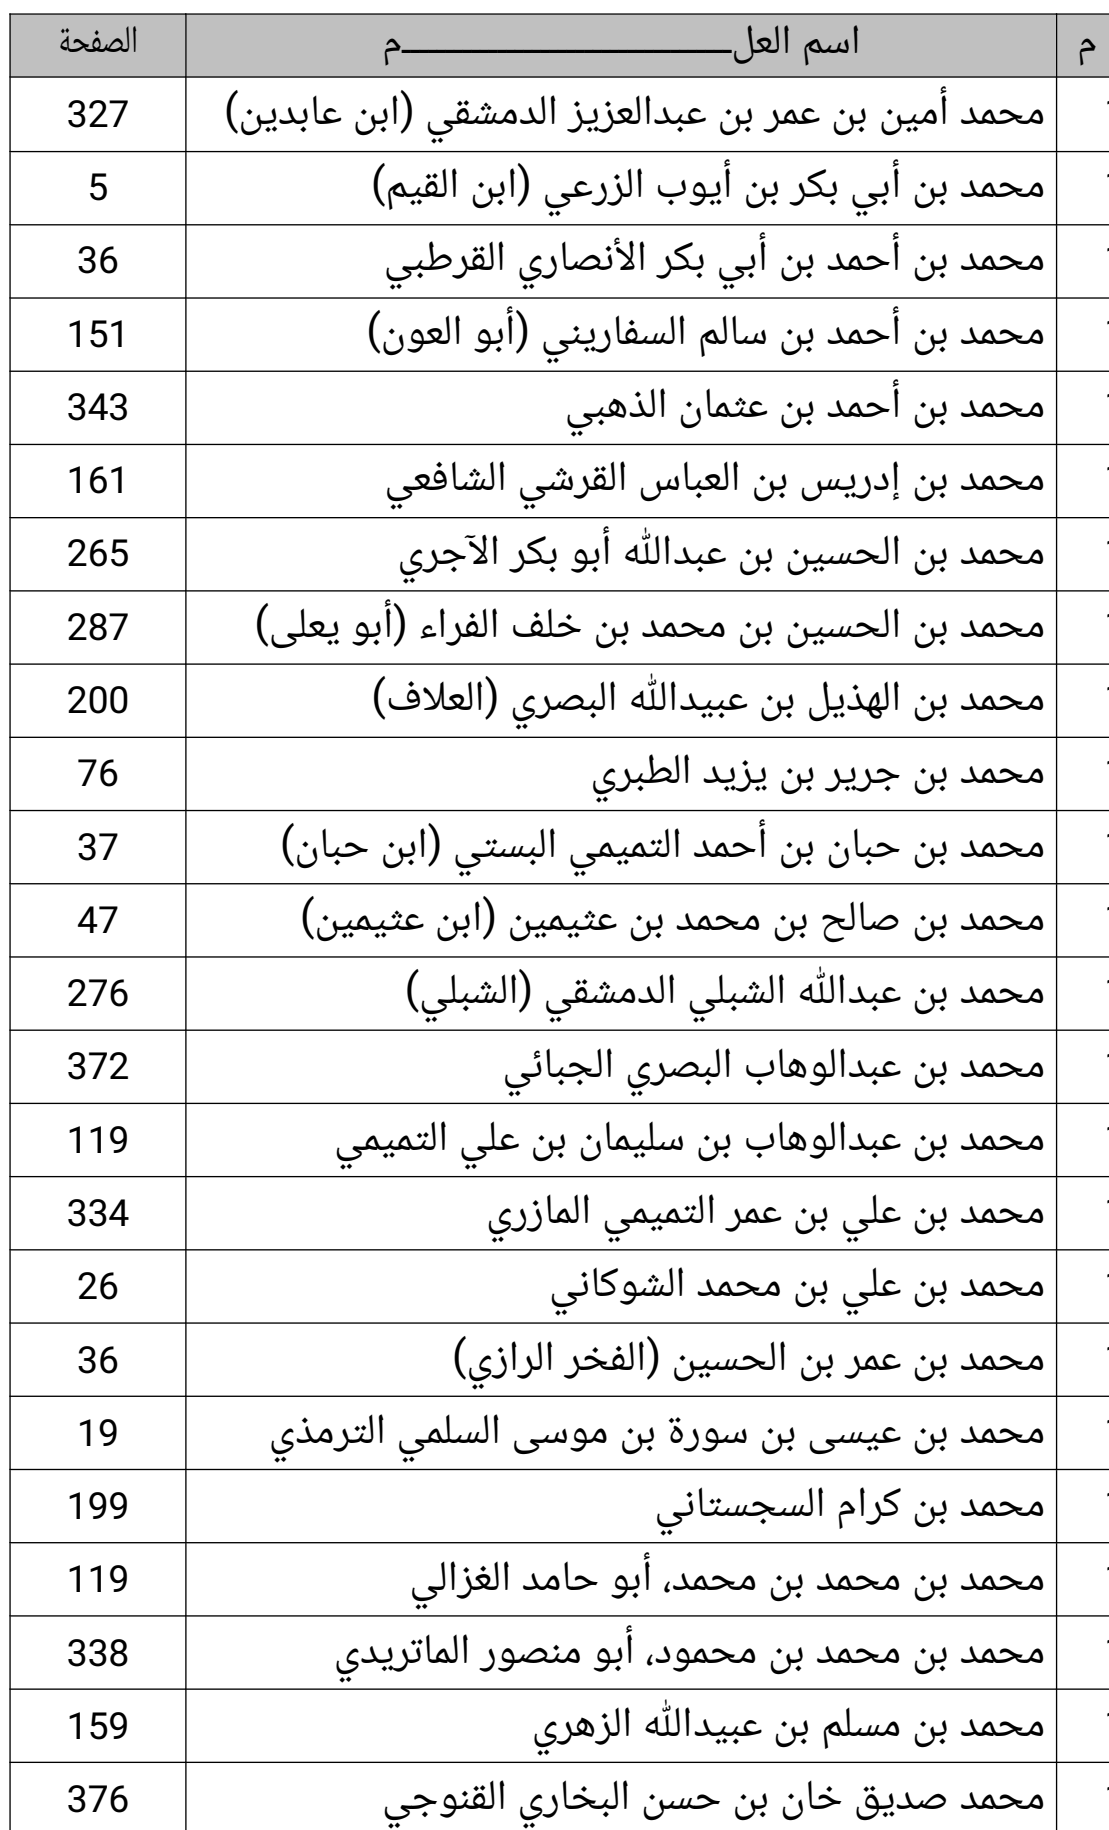 م اسم العلـــــــــــــــــــــــــــم الصفحة
محمد أمين بن عمر بن عبدالعزيز الدمشقي (ابن عابدين) 327
محمد بن أبي بكر بن أيوب الزرعي (ابن القيم) 5
محمد بن أحمد بن أبي بكر الأنصاري القرطبي 36
محمد بن أحمد بن سالم السفاريني (أبو العون) 151
محمد بن أحمد بن عثمان الذهبي 343
محمد بن إدريس بن العباس القرشي الشافعي 161
محمد بن الحسين بن عبدالله أبو بكر الآجري 265
محمد بن الحسين بن محمد بن خلف الفراء (أبو يعلى) 287
محمد بن الهذيل بن عبيدالله البصري (العلاف) 200
محمد بن جرير بن يزيد الطبري 76
محمد بن حبان بن أحمد التميمي البستي (ابن حبان) 37
محمد بن صالح بن محمد بن عثيمين (ابن عثيمين) 47
محمد بن عبدالله الشبلي الدمشقي (الشبلي) 276
محمد بن عبدالوهاب البصري الجبائي 372
محمد بن عبدالوهاب بن سليمان بن علي التميمي 119
محمد بن علي بن عمر التميمي المازري 334
محمد بن علي بن محمد الشوكاني 26
محمد بن عمر بن الحسين (الفخر الرازي) 36
محمد بن عيسى بن سورة بن موسى السلمي الترمذي 19
محمد بن كرام السجستاني 199
محمد بن محمد بن محمد، أبو حامد الغزالي 119
محمد بن محمد بن محمود، أبو منصور الماتريدي 338
محمد بن مسلم بن عبيدالله الزهري 159
محمد صديق خان بن حسن البخاري القنوجي 376